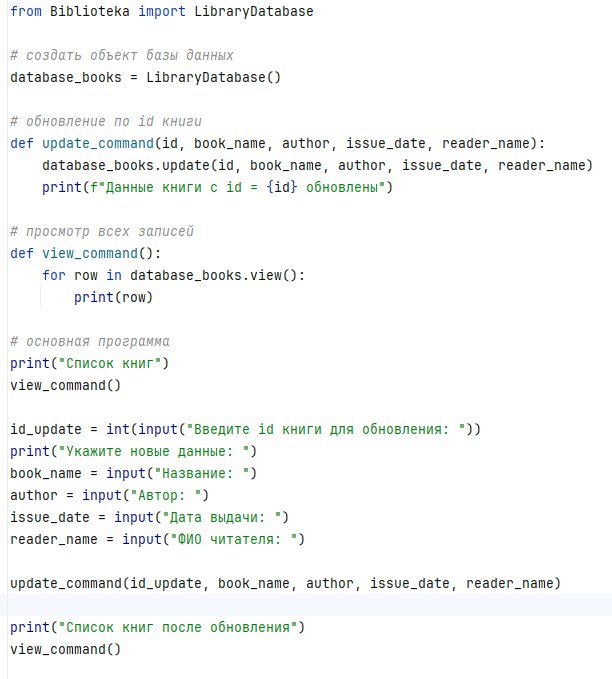 from Biblioteka import LibraryDatabase
# создать объект базы данных
database_books = LibraryDatabase()
# обновление по id книги
def update_command(id, book_name, author, issue_date, reader_name):
    database_books.update(id, book_name, author, issue_date, reader_name)
    print(f"Данные книги с id = {id} обновлены")
# просмотр всех записей
def view_command():
    for row in database_books.view():
        print(row)
# основная программа
print("Список книг")
view_command()
id_update = int(input("Введите id книги для обновления: "))
print("Укажите новые данные: ")
book_name = input("Название: ")
author = input("Автор: ")
issue_date = input("Дата выдачи: ")
reader_name = input("ФИО читателя: ")
update_command(id_update, book_name, author, issue_date, reader_name)
print("Список книг после обновления")
view_command()